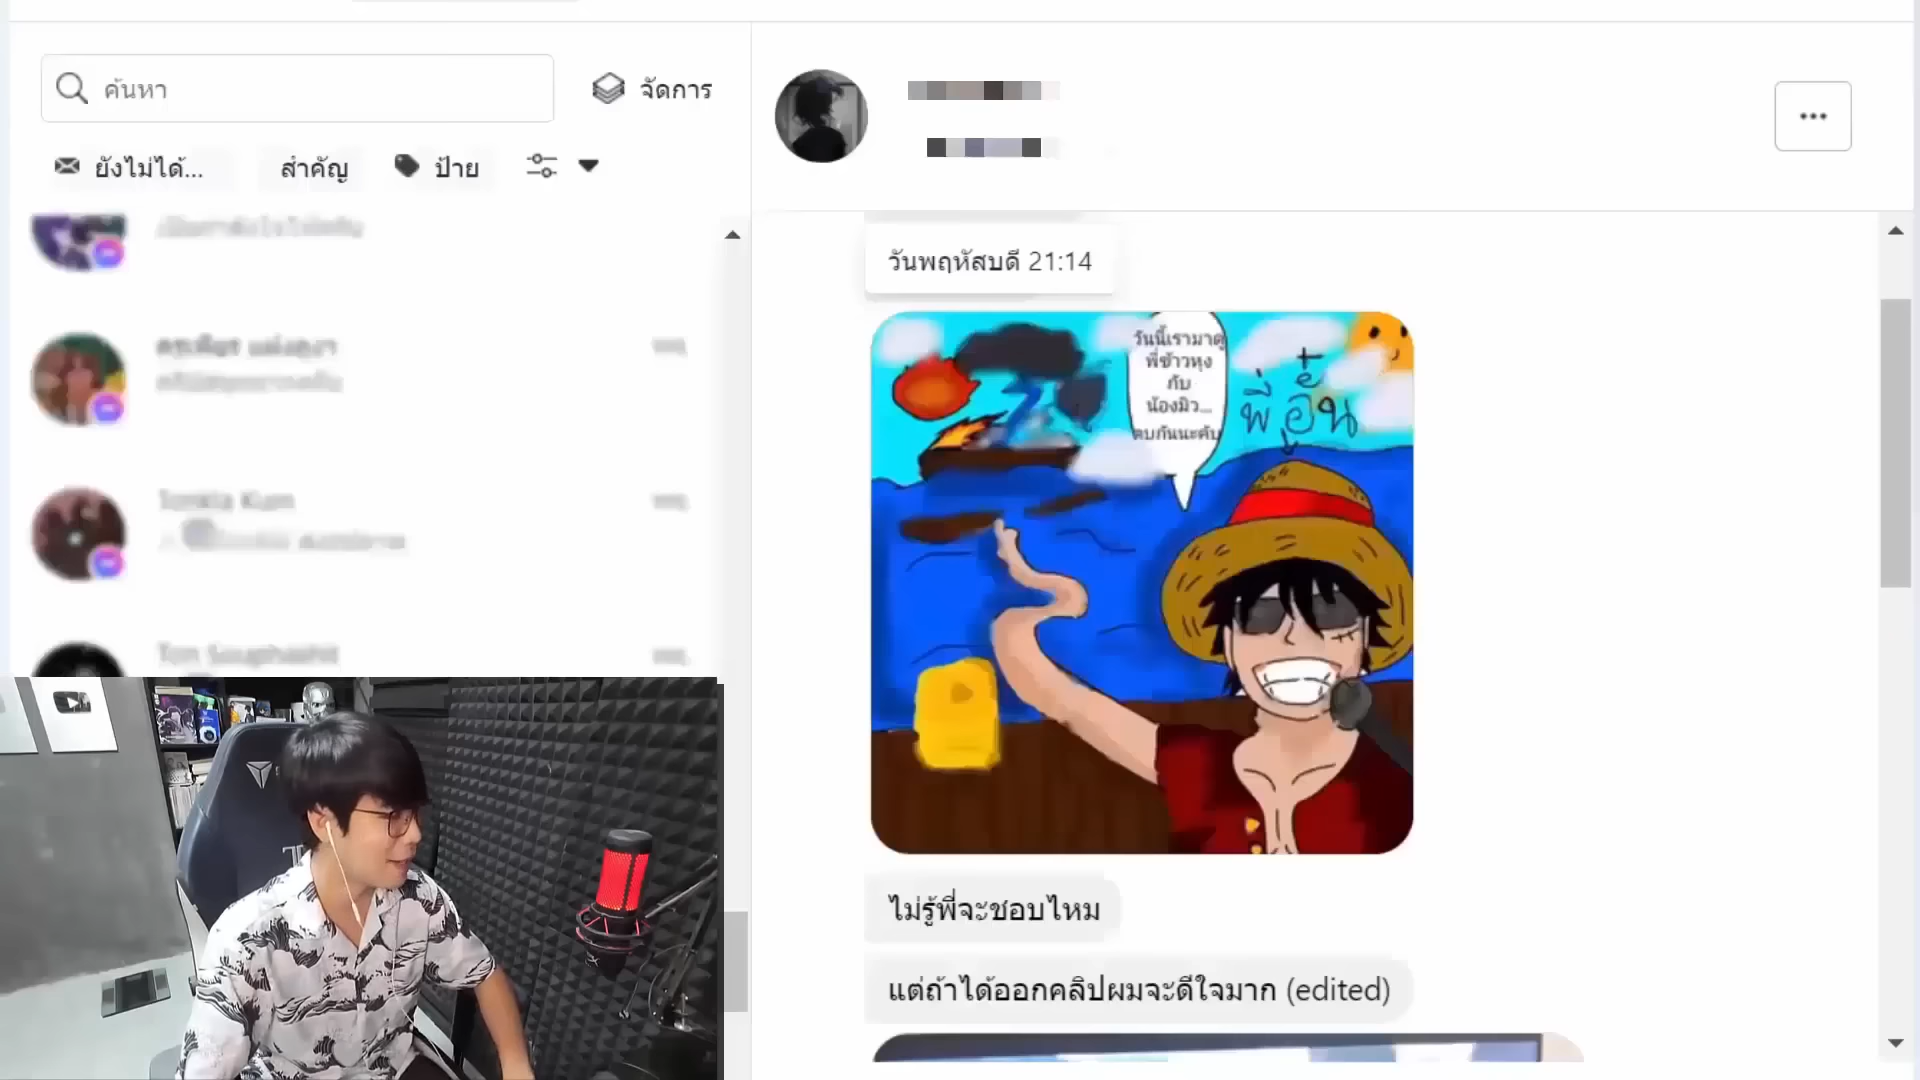 ค้นหา
จัดการ
ยังไม่ได้...
สำคัญ
ป้าย
วันพฤหัสบดี 21:14
วันนี้เรามาดู
พี่ข้าวหุง
กับ
น้องมิว...
ตบกันนะคับ
พี่อู๋น
ไม่รู้พี่จะชอบไหม
แต่ถ้าได้ออกคลิปผมจะดีใจมาก (edited)